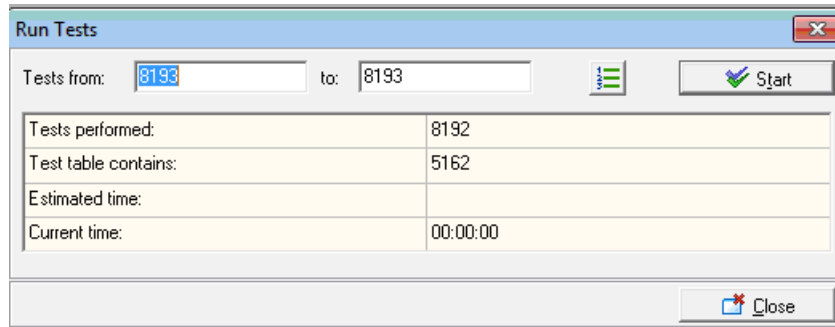 Run Tests
Tests from: 8193 to: 8193 Start
Tests performed: 8192
Test table contains: 5162
Estimated time:
Current time: 00:00:00
Close